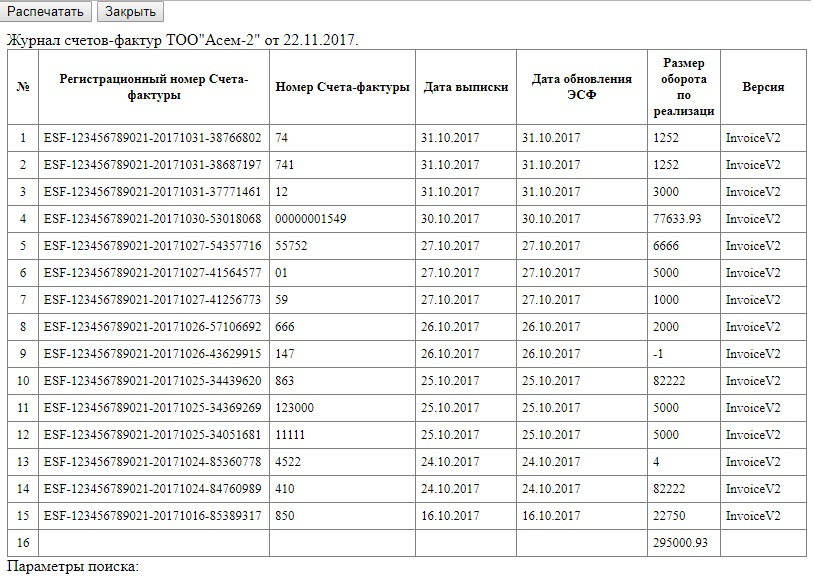 Распечатать Закрыть
Журнал счетов-фактур ТОО"Асем-2" от 22.11.2017.
№ Регистрационный номер Счета-фактуры Номер Счета-фактуры Дата выписки Дата обновления ЭСФ Размер оборота по реализаци Версия
1 ESF-123456789021-20171031-38766802 74 31.10.2017 31.10.2017 1252 InvoiceV2
2 ESF-123456789021-20171031-38687197 741 31.10.2017 31.10.2017 1252 InvoiceV2
3 ESF-123456789021-20171031-37771461 12 31.10.2017 31.10.2017 3000 InvoiceV2
4 ESF-123456789021-20171030-53018068 00000001549 30.10.2017 30.10.2017 77633.93 InvoiceV2
5 ESF-123456789021-20171027-54357716 55752 27.10.2017 27.10.2017 6666 InvoiceV2
6 ESF-123456789021-20171027-41564577 01 27.10.2017 27.10.2017 5000 InvoiceV2
7 ESF-123456789021-20171027-41256773 59 27.10.2017 27.10.2017 1000 InvoiceV2
8 ESF-123456789021-20171026-57106692 666 26.10.2017 26.10.2017 2000 InvoiceV2
9 ESF-123456789021-20171026-43629915 147 26.10.2017 26.10.2017 -1 InvoiceV2
10 ESF-123456789021-20171025-34439620 863 25.10.2017 25.10.2017 82222 InvoiceV2
11 ESF-123456789021-20171025-34369269 123000 25.10.2017 25.10.2017 5000 InvoiceV2
12 ESF-123456789021-20171025-34051681 11111 25.10.2017 25.10.2017 5000 InvoiceV2
13 ESF-123456789021-20171024-85360778 4522 24.10.2017 24.10.2017 4 InvoiceV2
14 ESF-123456789021-20171024-84760989 410 24.10.2017 24.10.2017 82222 InvoiceV2
15 ESF-123456789021-20171016-85389317 850 16.10.2017 16.10.2017 22750 InvoiceV2
16 295000.93
Параметры поиска: